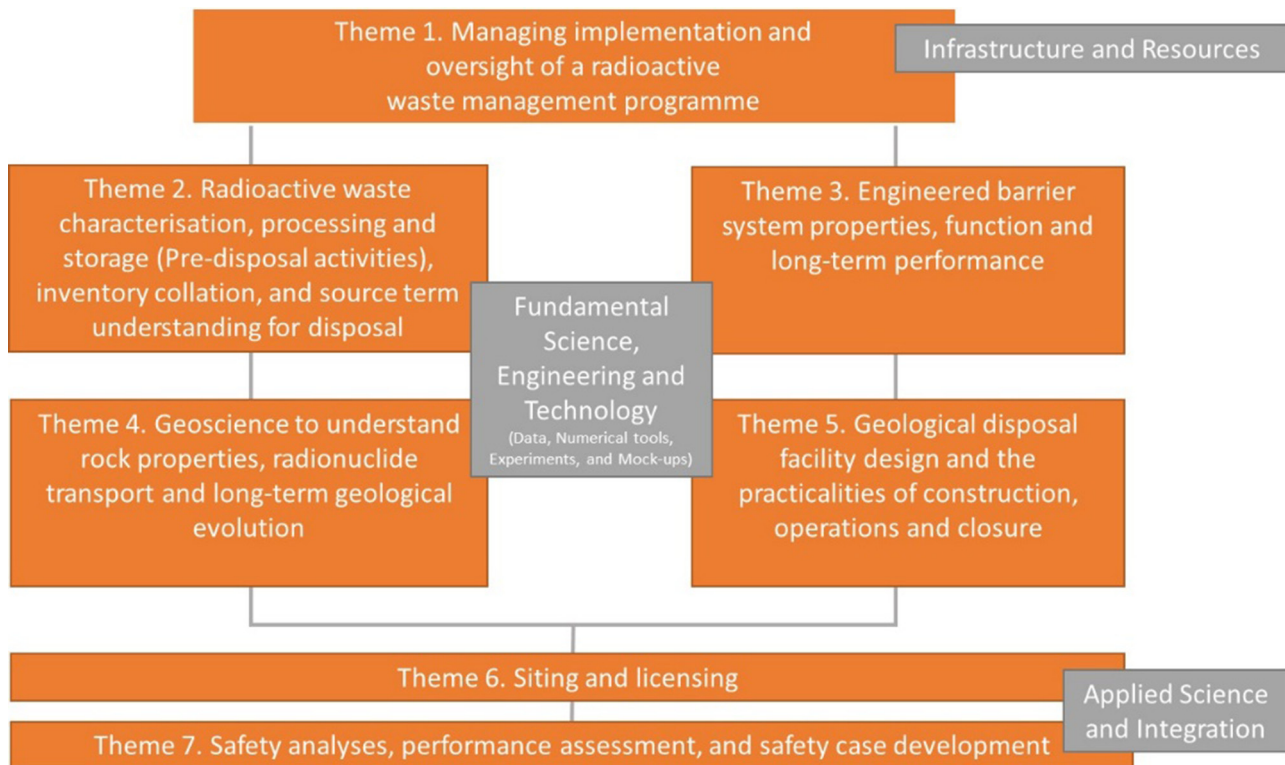 Theme 1. Managing implementation and
oversight of a radioactive
waste management programme
Infrastructure and Resources
Theme 2. Radioactive waste
characterisation, processing and
storage (Pre-disposal activities),
inventory collation, and source term
understanding for disposal
Theme 3. Engineered barrier
system properties, function and
long-term performance
Fundamental
Science,
Engineering and
Technology
(Data, Numerical tools,
Experiments, and Mock-ups)
Theme 4. Geoscience to understand
rock properties, radionuclide
transport and long-term geological
evolution
Theme 5. Geological disposal
facility design and the
practicalities of construction,
operations and closure
Theme 6. Siting and licensing
Applied Science
and Integration
Theme 7. Safety analyses, performance assessment, and safety case development